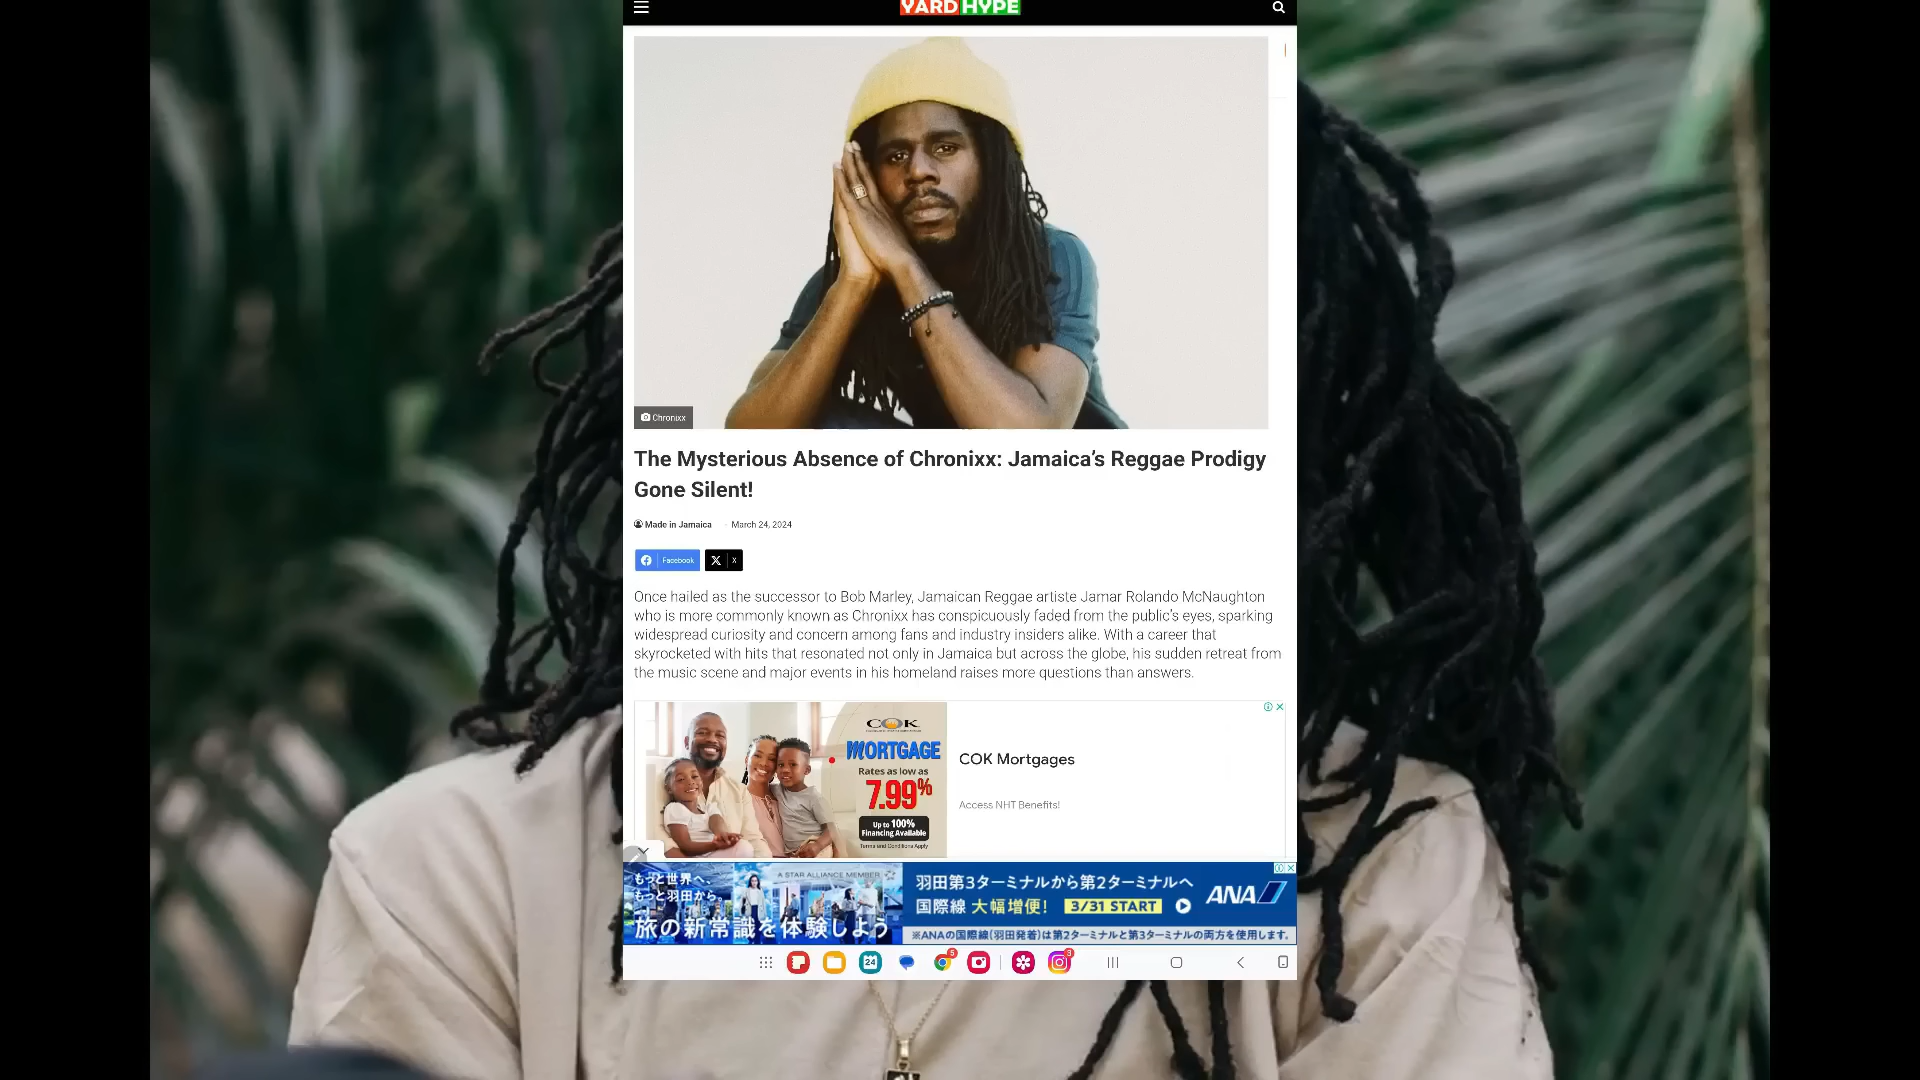 YARDHYPE
Chronixx
The Mysterious Absence of Chronixx: Jamaica’s Reggae Prodigy
Gone Silent!
Made in Jamaica
March 24, 2024
Facebook
X
Once hailed as the successor to Bob Marley, Jamaican Reggae artiste Jamar Rolando McNaughton
who is more commonly known as Chronixx has conspicuously faded from the public’s eyes, sparking
widespread curiosity and concern among fans and industry insiders alike. With a career that
skyrocketed with hits that resonated not only in Jamaica but across the globe, his sudden retreat from
the music scene and major events in his homeland raises more questions than answers.
COK
MORTGAGE
Rates as low as
7.99%
Up to 100%
Financing Available
Terms and Conditions Apply
COK Mortgages
Access NHT Benefits!
もっと世界へ、
もっと羽田から。
旅の新常識を体験しよう
A STAR ALLIANCE MEMBER
羽田第3ターミナルから第2ターミナルへ
国際線 大幅増便! 3/31 START
ANA
※ANAの国際線(羽田発着)は第2ターミナルと第3ターミナルの両方を使用します。
24